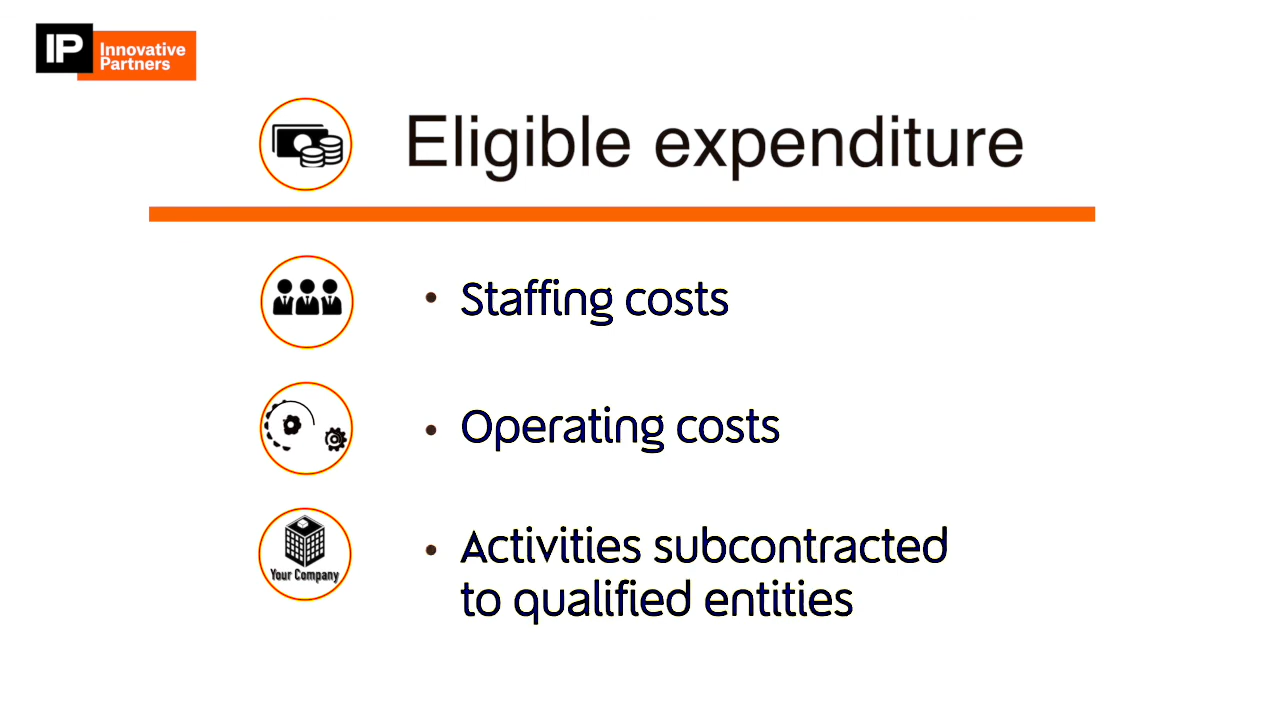 IP Innovative
Partners
Eligible expenditure
• Staffing costs
• Operating costs
Your Company
• Activities subcontracted
to qualified entities